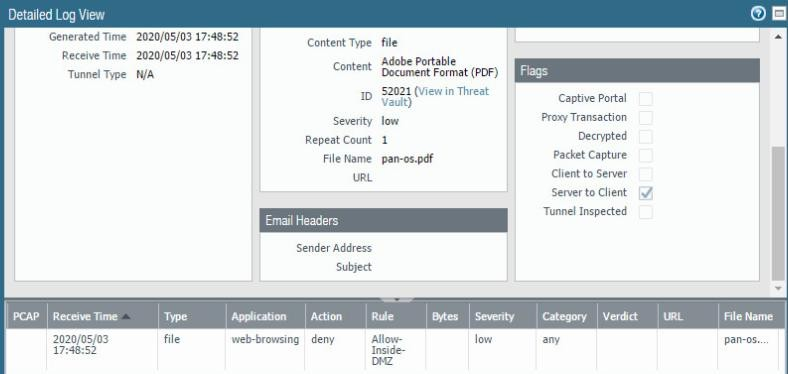 Detailed Log View
Generated Time 2020/05/03 17:48:52
Receive Time 2020/05/03 17:48:52
Tunnel Type N/A
Content Type file
Content Adobe Portable
Document Format (PDF)
ID 52021 (View in Threat
Vault)
Severity low
Repeat Count 1
File Name pan-os.pdf
URL
Email Headers
Sender Address
Subject
Flags
Captive Portal
Proxy Transaction
Decrypted
Packet Capture
Client to Server
Server to Client
Tunnel Inspected
PCAP Receive Time Type Application Action Rule Bytes Severity Category Verdict URL File Name
2020/05/03 file web-browsing deny Allow- low any pan-os....
17:48:52 Inside-
DMZ